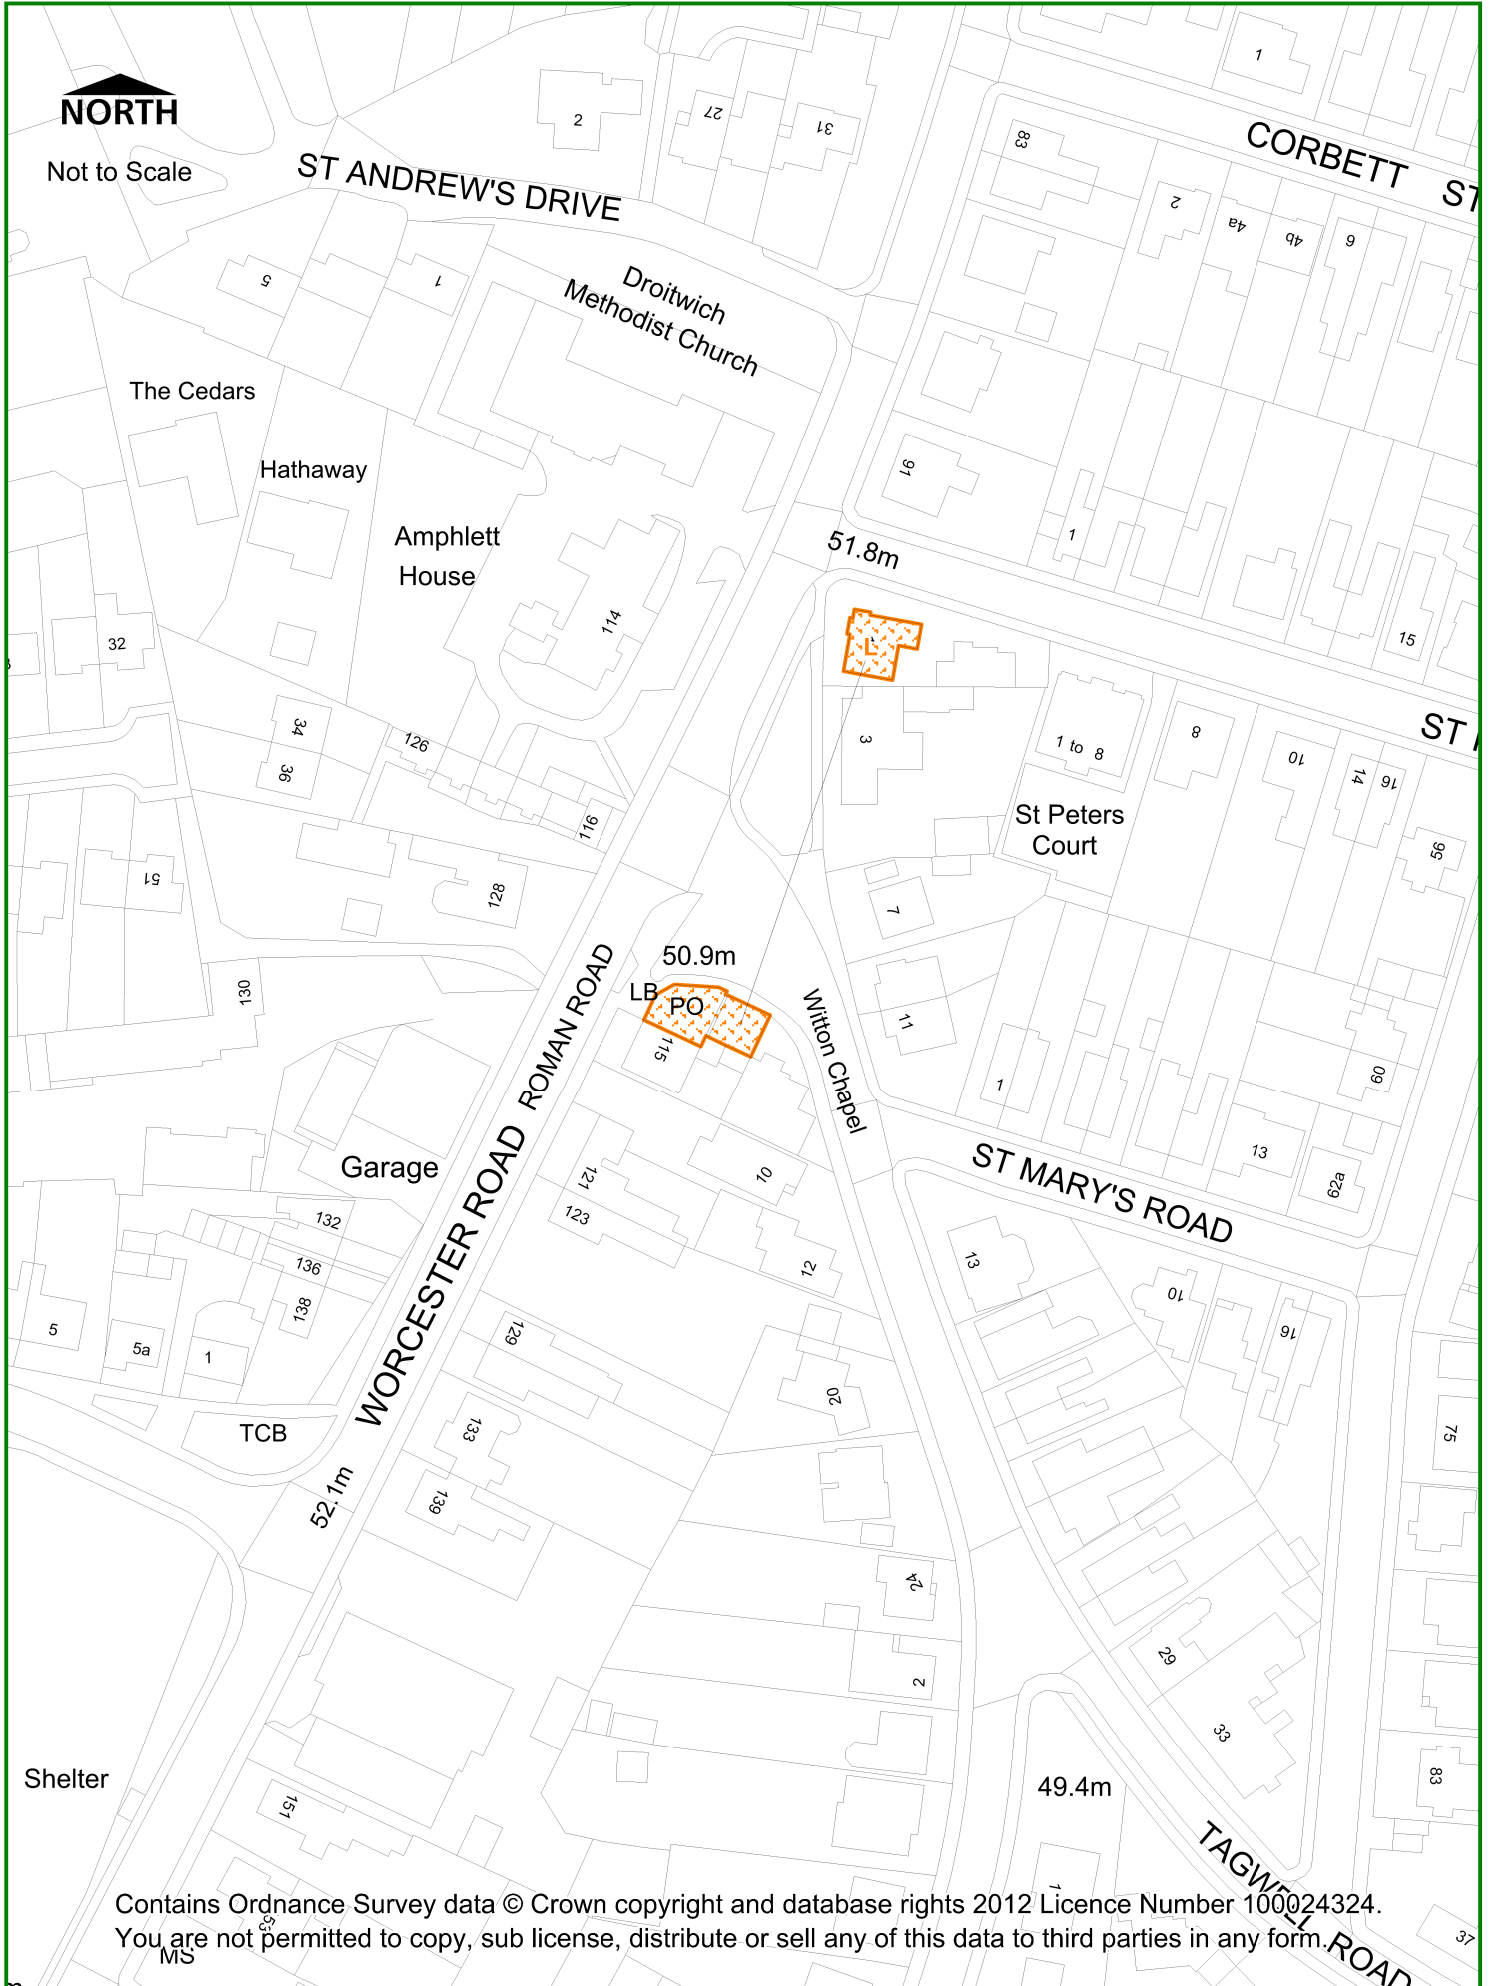 NORTH
Not to Scale
ST ANDREW'S DRIVE
2
27
31
1
83
CORBETT ST
2
4a
4b
6
5
1
Droitwich
Methodist Church
The Cedars
Hathaway
Amphlett
House
114
91
1
51.8m
15
32
L
3
34
36
126
116
1 to 8
8
10
14
16
ST
St Peters
Court
56
51
128
7
130
50.9m
LB
PO
115
Witton Chapel
11
1
60
ROMAN ROAD
WORCESTER ROAD
Garage
121
123
10
12
ST MARY'S ROAD
13
62a
132
136
138
5
5a
1
129
13
10
16
TCB
133
139
20
75
52.1m
24
2
29
33
Shelter
151
49.4m
83
1
TAGWELL ROAD
53
MS
37
Contains Ordnance Survey data © Crown copyright and database rights 2012 Licence Number 100024324.
You are not permitted to copy, sub license, distribute or sell any of this data to third parties in any form.